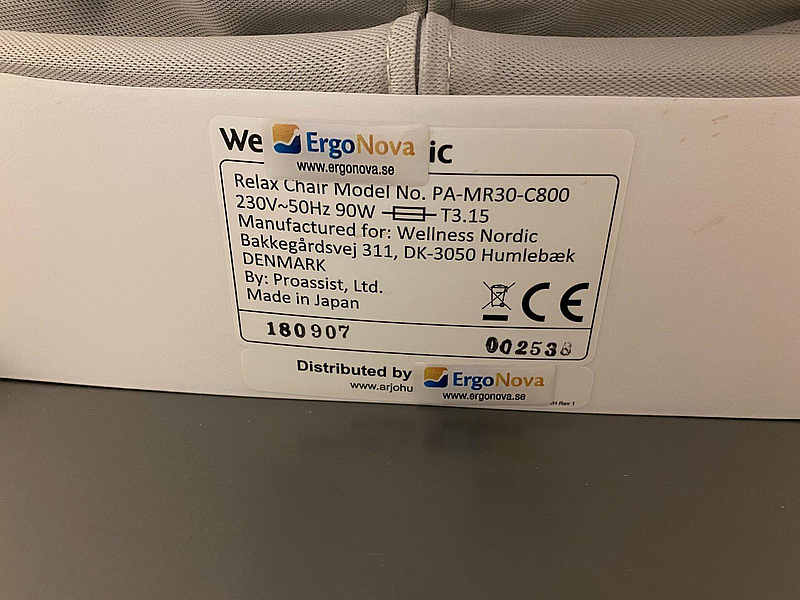 We ErgoNova ic
www.ergonova.se
Relax Chair Model No. PA-MR30-C800
230V~50Hz 90W T3.15
Manufactured for: Wellness Nordic
Bakkegårdsvej 311, DK-3050 Humlebæk
DENMARK
By: Proassist, Ltd.
Made in Japan
CE
180907
002538
Distributed by ErgoNova
www.arjohu www.ergonova.se
Rev 1